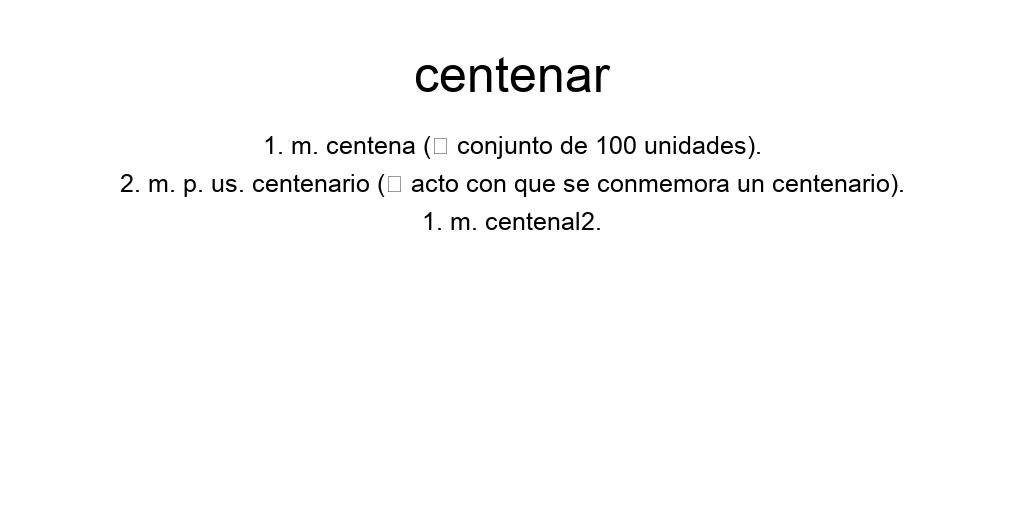 centenar
1. m. centena (□ conjunto de 100 unidades).
2. m. p. us. centenario (□ acto con que se conmemora un centenario).
1. m. centenal2.